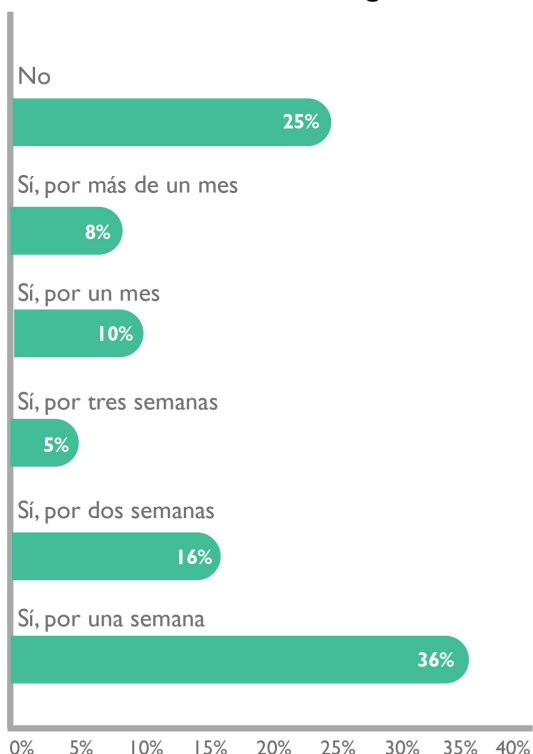 No
25%
Sí, por más de un mes
8%
Sí, por un mes
10%
Sí, por tres semanas
5%
Sí, por dos semanas
16%
Sí, por una semana
36%
0% 5% 10% 15% 20% 25% 30% 35% 40%